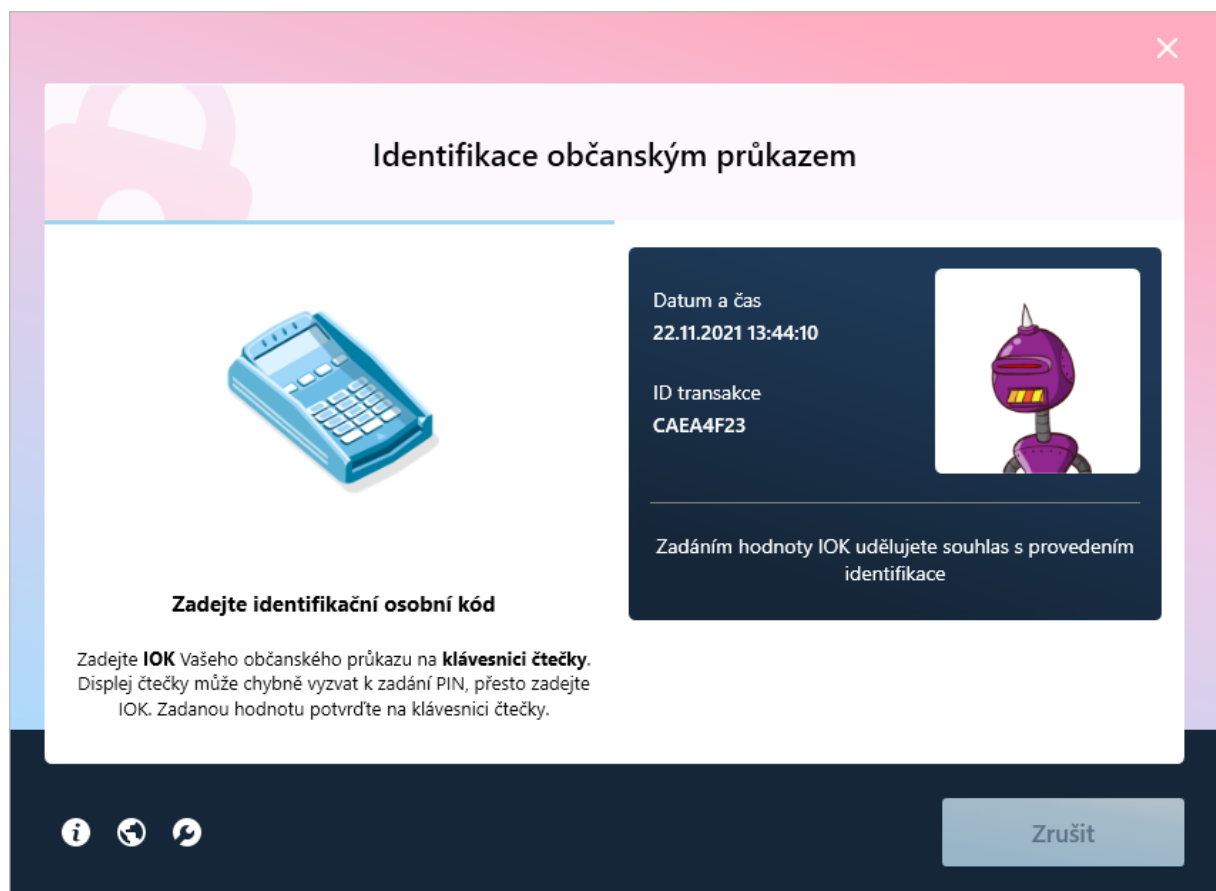 Identifikace občanským průkazem
Zadejte identifikační osobní kód
Zadejte IOK Vašeho občanského průkazu na klávesnici čtečky.
Displej čtečky může chybně vyzvat k zadání PIN, přesto zadejte
IOK. Zadanou hodnotu potvrďte na klávesnici čtečky.
Datum a čas
22.11.2021 13:44:10
ID transakce
CAEA4F23
Zadáním hodnoty IOK udělujete souhlas s provedením
identifikace
Zrušit